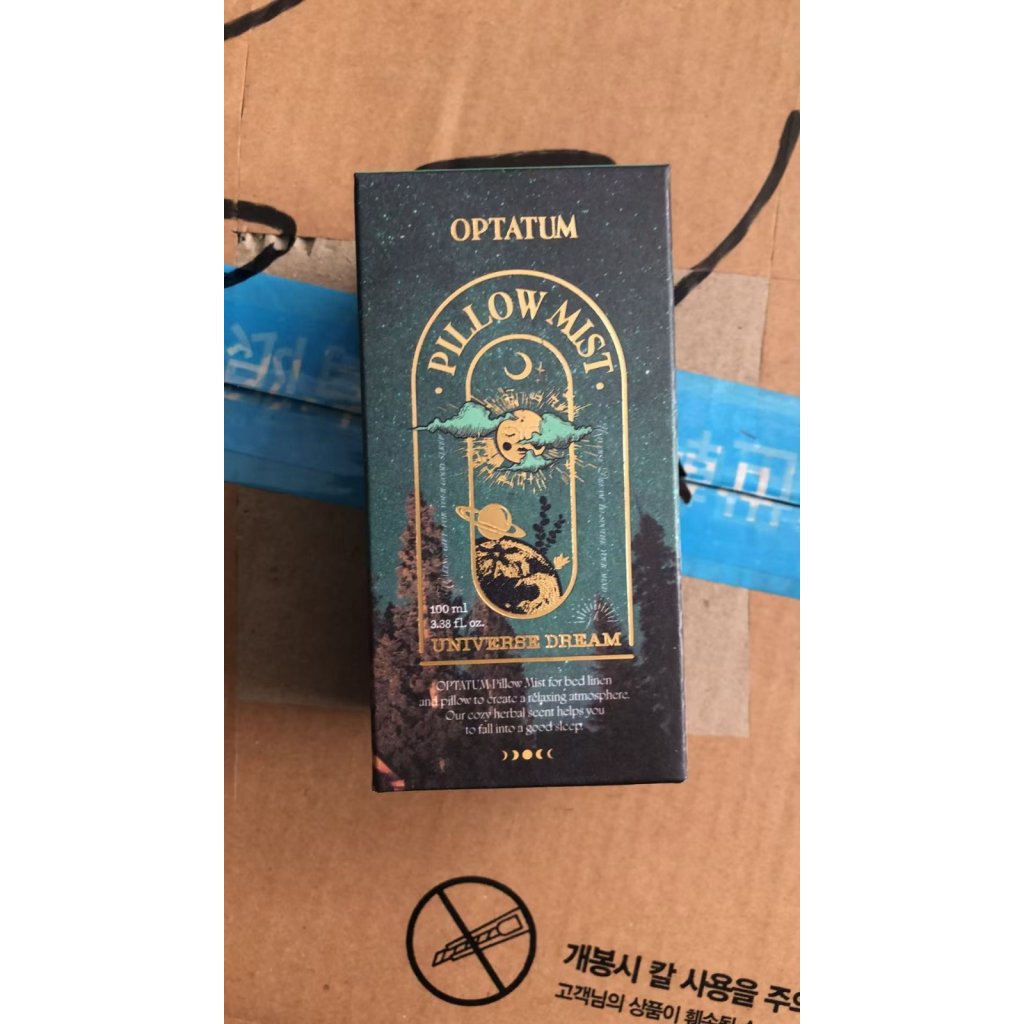 OPTATUM
· PILLOW MIST ·
100 ml
3.38 fl. oz.
UNIVERSE DREAM
OPTATUM Pillow Mist for bed linen
and pillow to create a relaxing atmosphere.
Our cozy herbal scent helps you
to fall into a good sleep.
개봉시 칼 사용을
고객님의 상품이